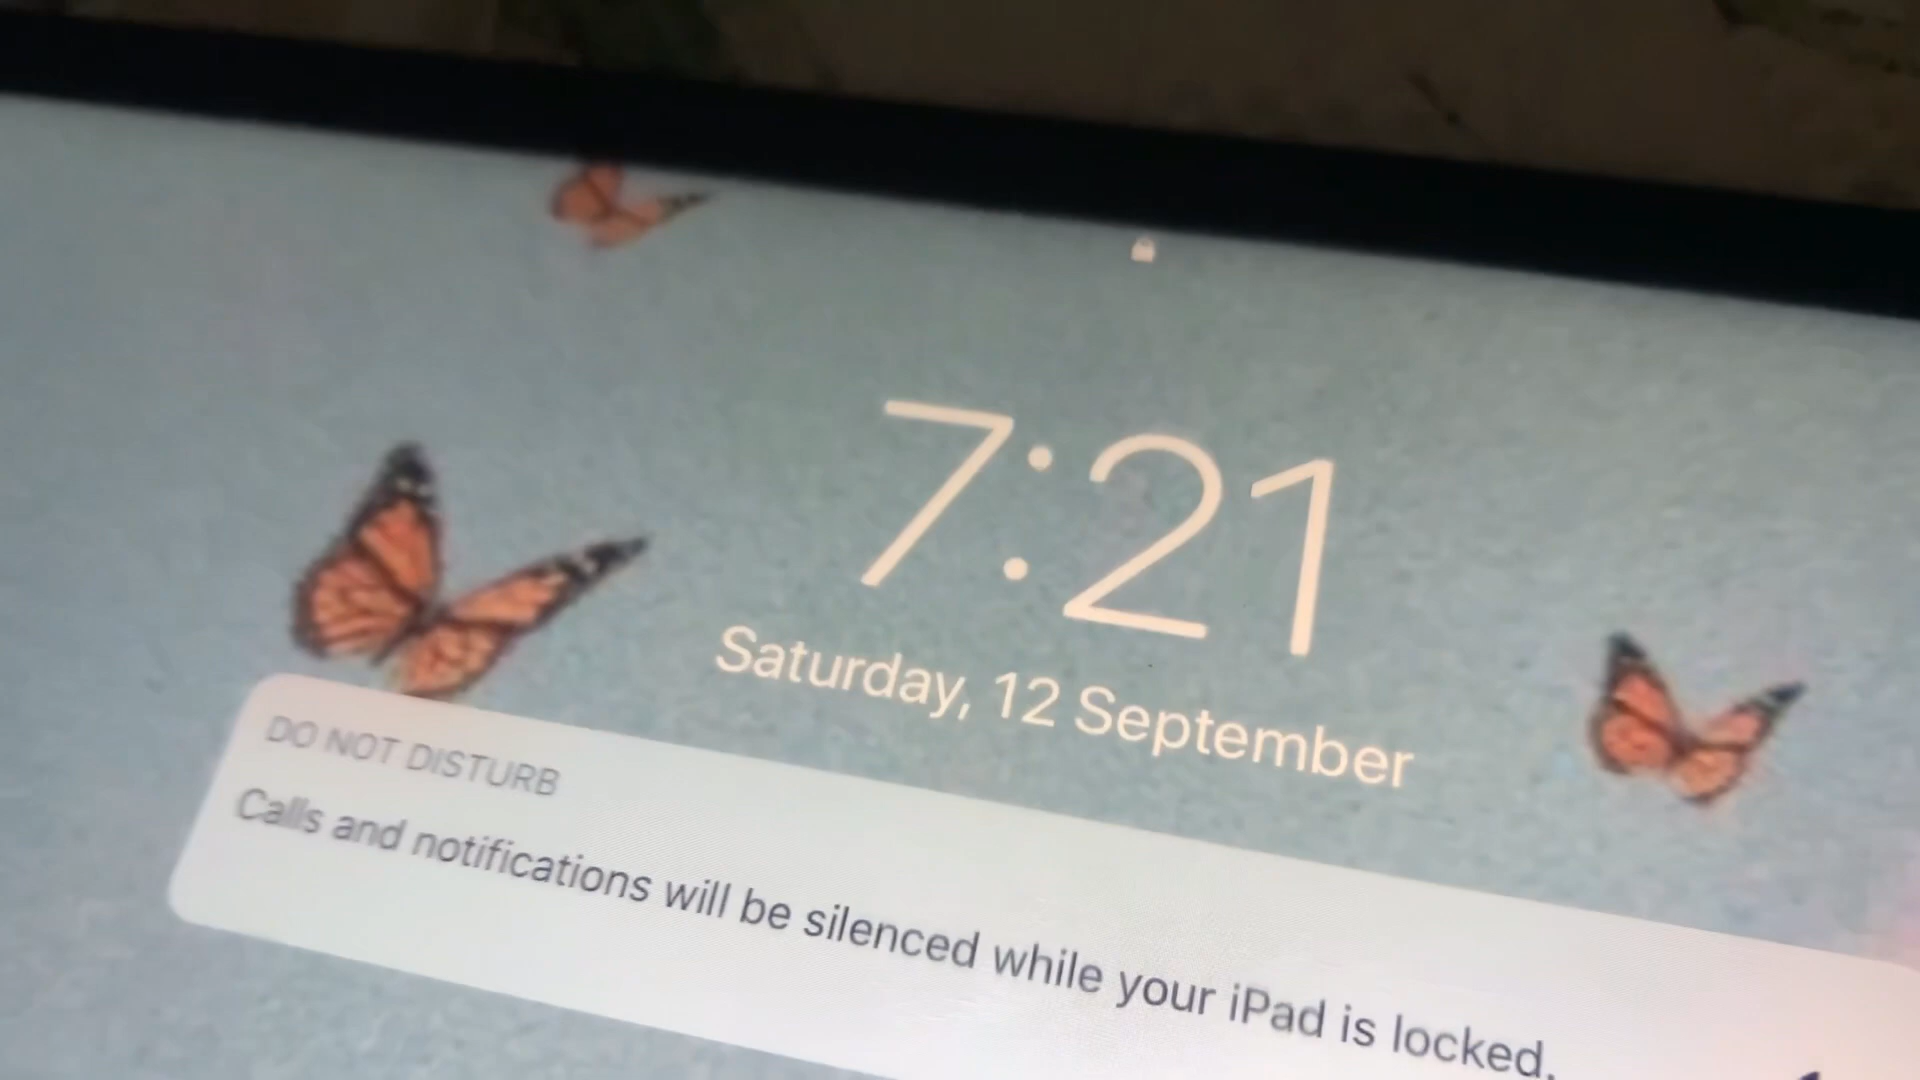 7:21
Saturday, 12 September
DO NOT DISTURB
Calls and notifications will be silenced while your iPad is locked.